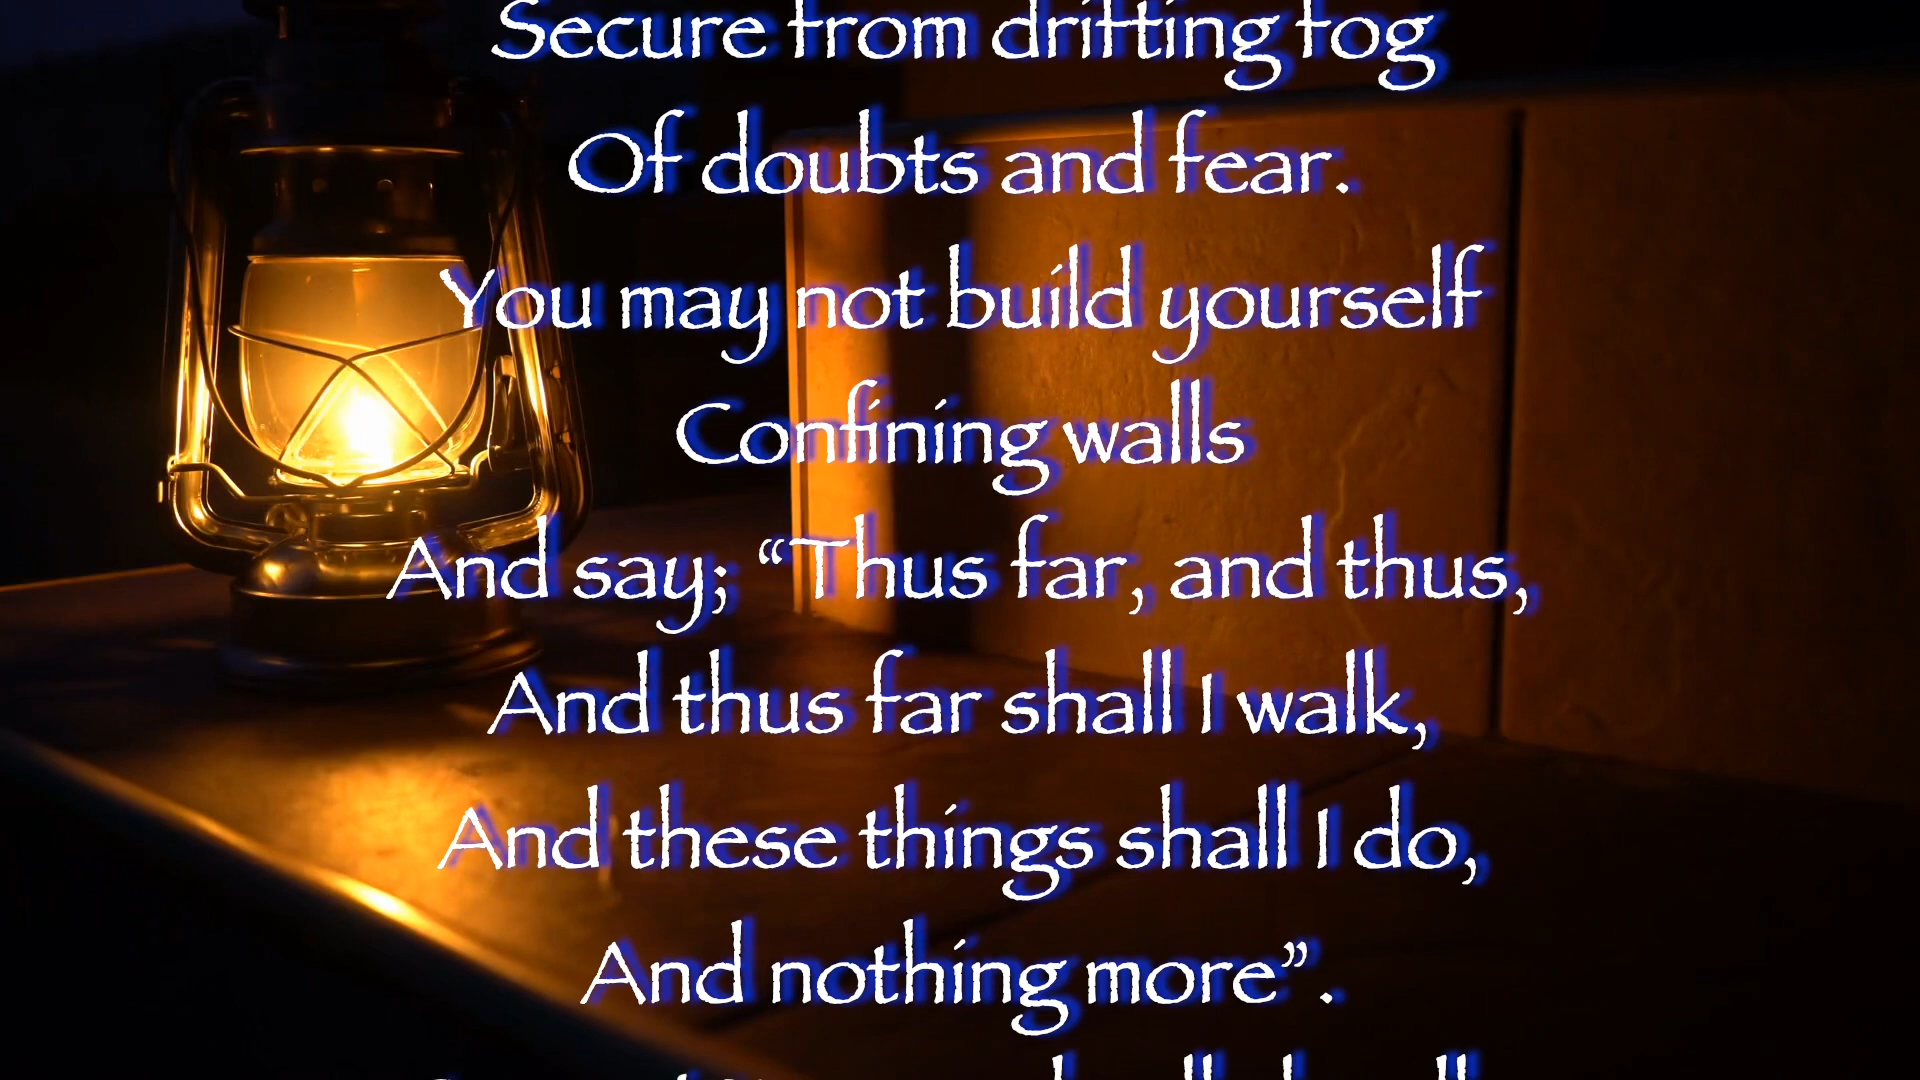 Secure from drifting fog
Of doubts and fear.
You may not build yourself
Confining walls
And say; “Thus far, and thus,
And thus far shall I walk,
And these things shall I do,
And nothing more”.